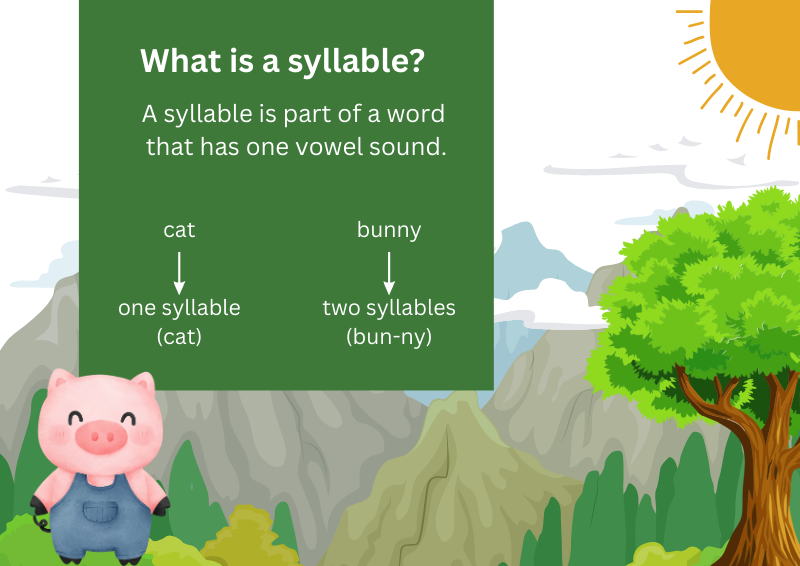 What is a syllable?
A syllable is part of a word
that has one vowel sound.
cat
bunny
one syllable
(cat)
two syllables
(bun-ny)